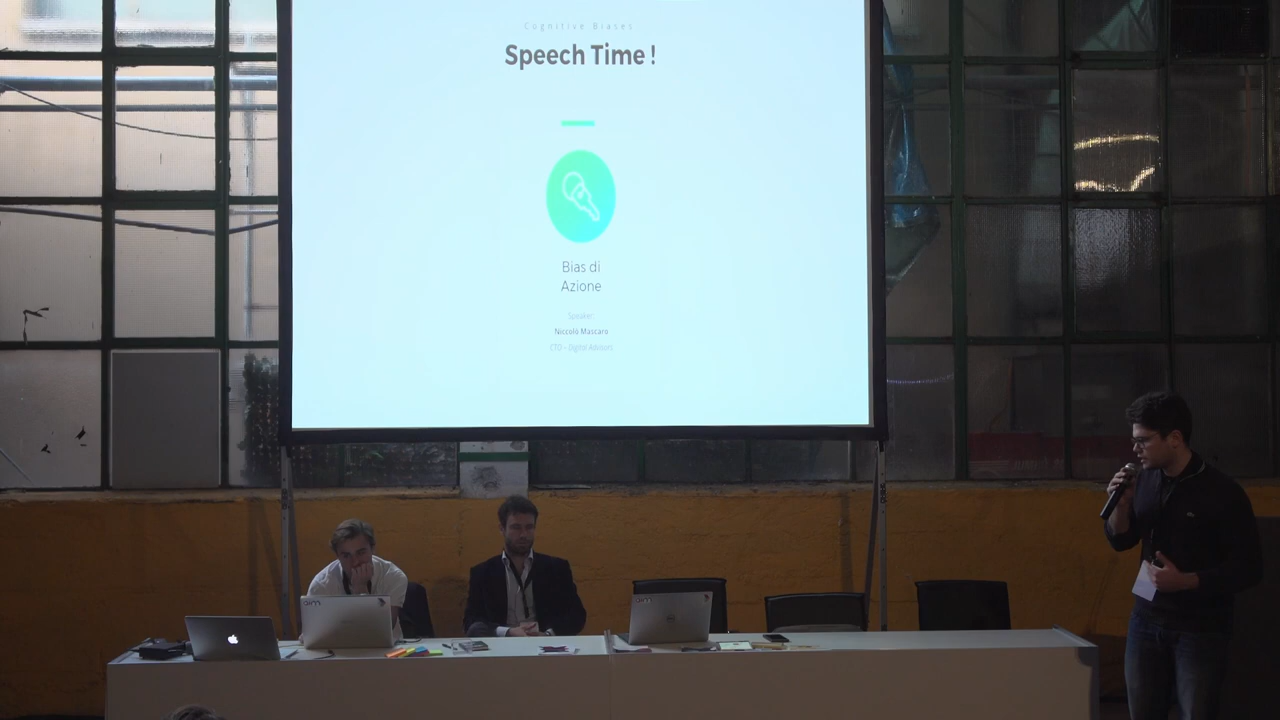 Cognitive Biases
Speech Time !
Bias di
Azione
Speaker:
Niccolò Mascaro
CTO – Digital Advisors